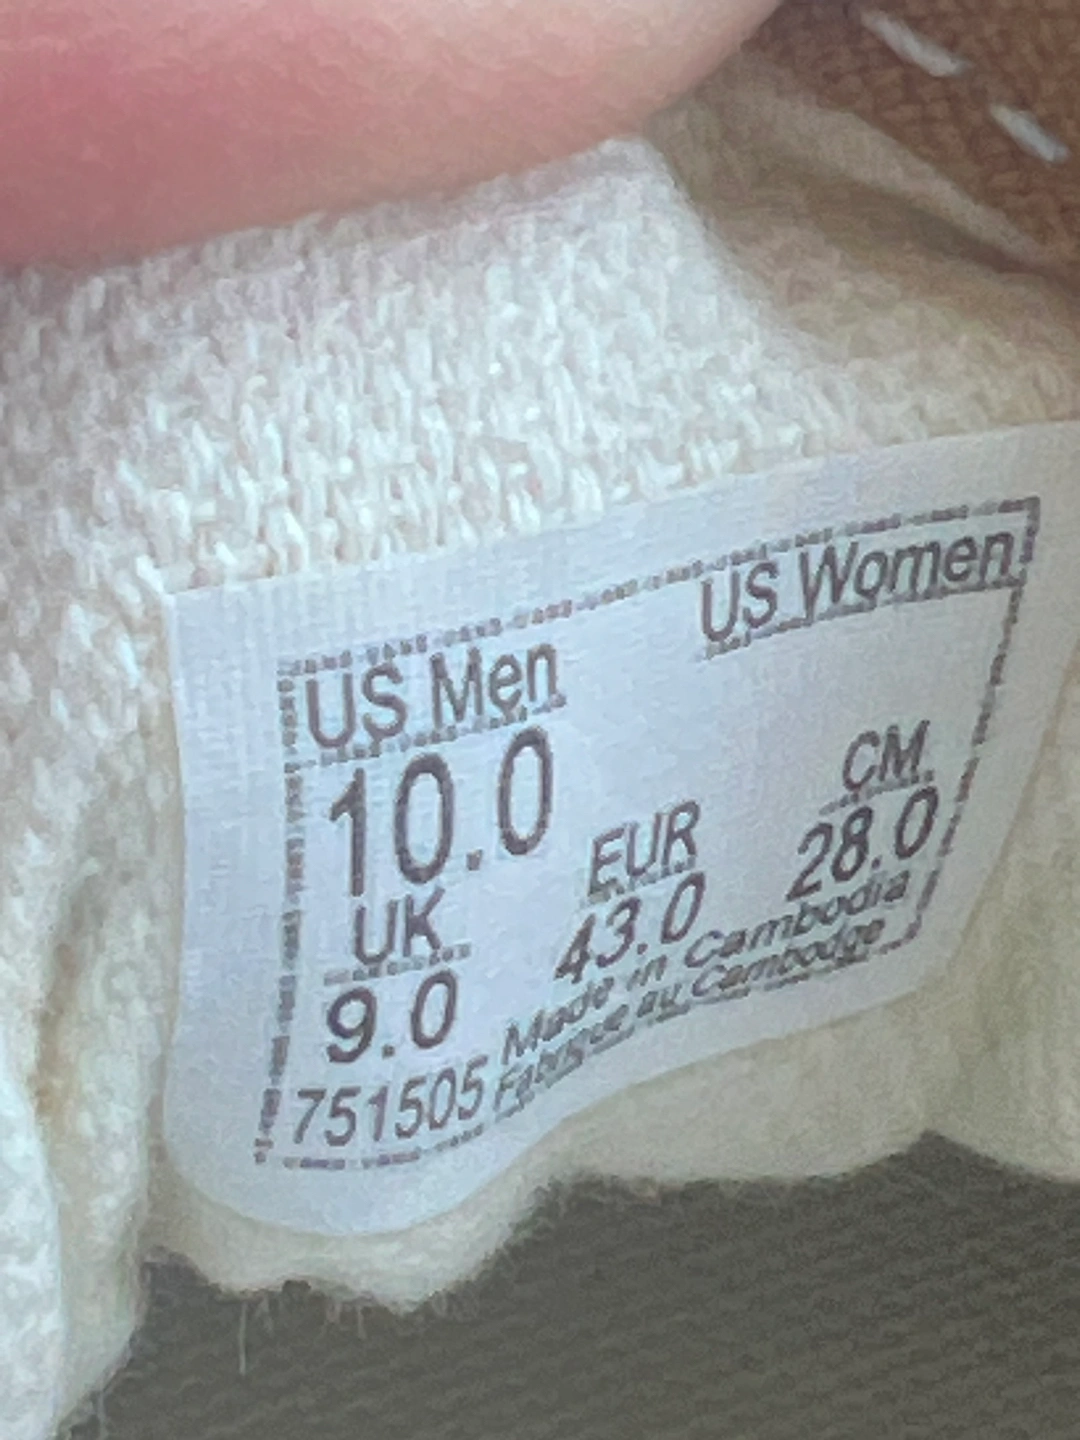 US Men US Women
10.0
CM
28.0
UK EUR
9.0 43.0
Made in Cambodia
751505 Fabrique au Cambodge